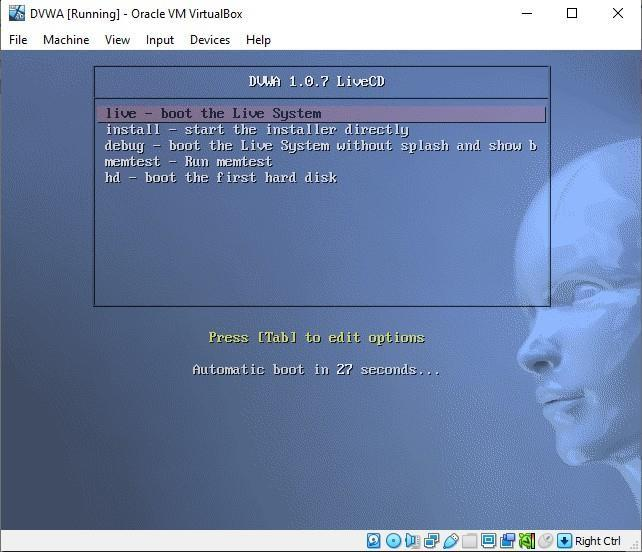 DVWA [Running] - Oracle VM VirtualBox
File Machine View Input Devices Help
DVWA 1.0.7 LiveCD
live - boot the Live System
install - start the installer directly
debug - boot the Live System without splash and show b
memtest - Run memtest
hd - boot the first hard disk
Press [Tab] to edit options
Automatic boot in 27 seconds...
Right Ctrl